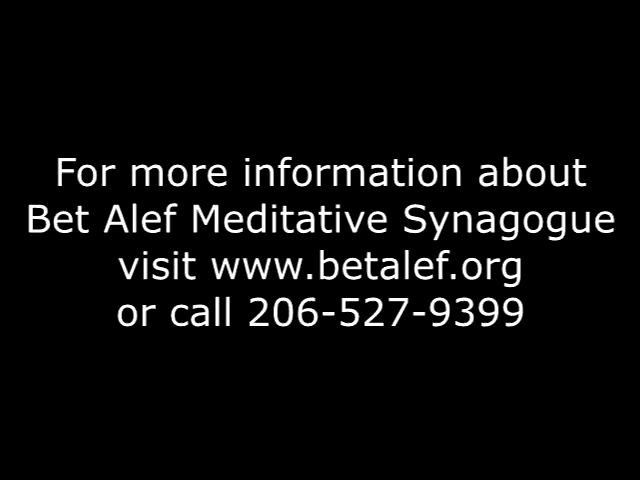 For more information about
Bet Alef Meditative Synagogue
visit www.betalef.org
or call 206-527-9399